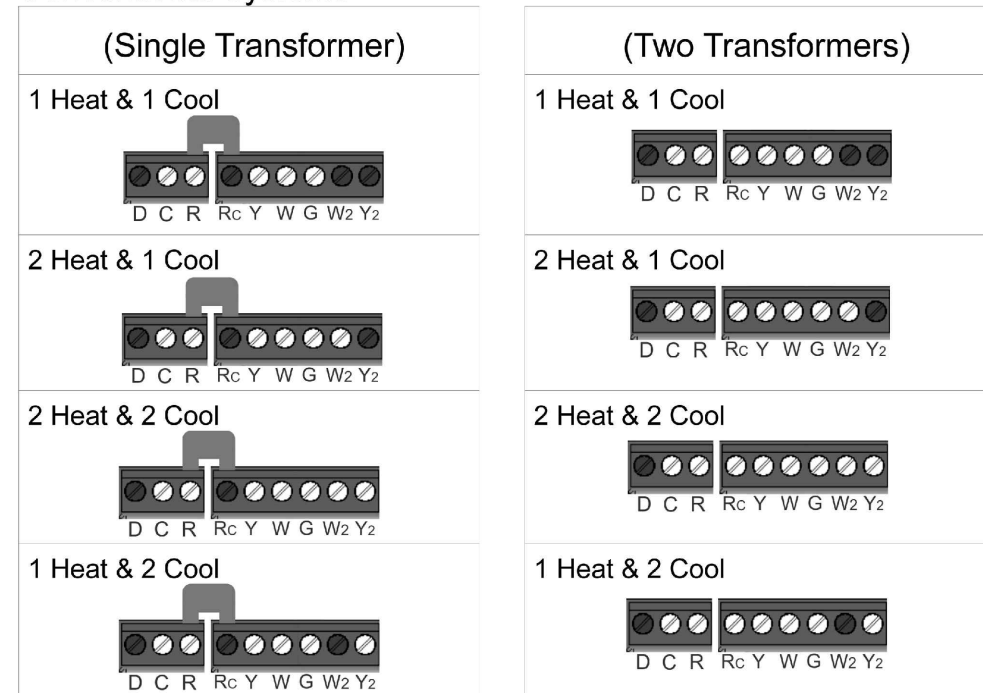 (Single Transformer)
1 Heat & 1 Cool
D C R RC Y W G W2 Y2
2 Heat & 1 Cool
D C R RC Y W G W2 Y2
2 Heat & 2 Cool
D C R RC Y W G W2 Y2
1 Heat & 2 Cool
D C R RC Y W G W2 Y2
(Two Transformers)
1 Heat & 1 Cool
D C R RC Y W G W2 Y2
2 Heat & 1 Cool
D C R RC Y W G W2 Y2
2 Heat & 2 Cool
D C R RC Y W G W2 Y2
1 Heat & 2 Cool
D C R RC Y W G W2 Y2